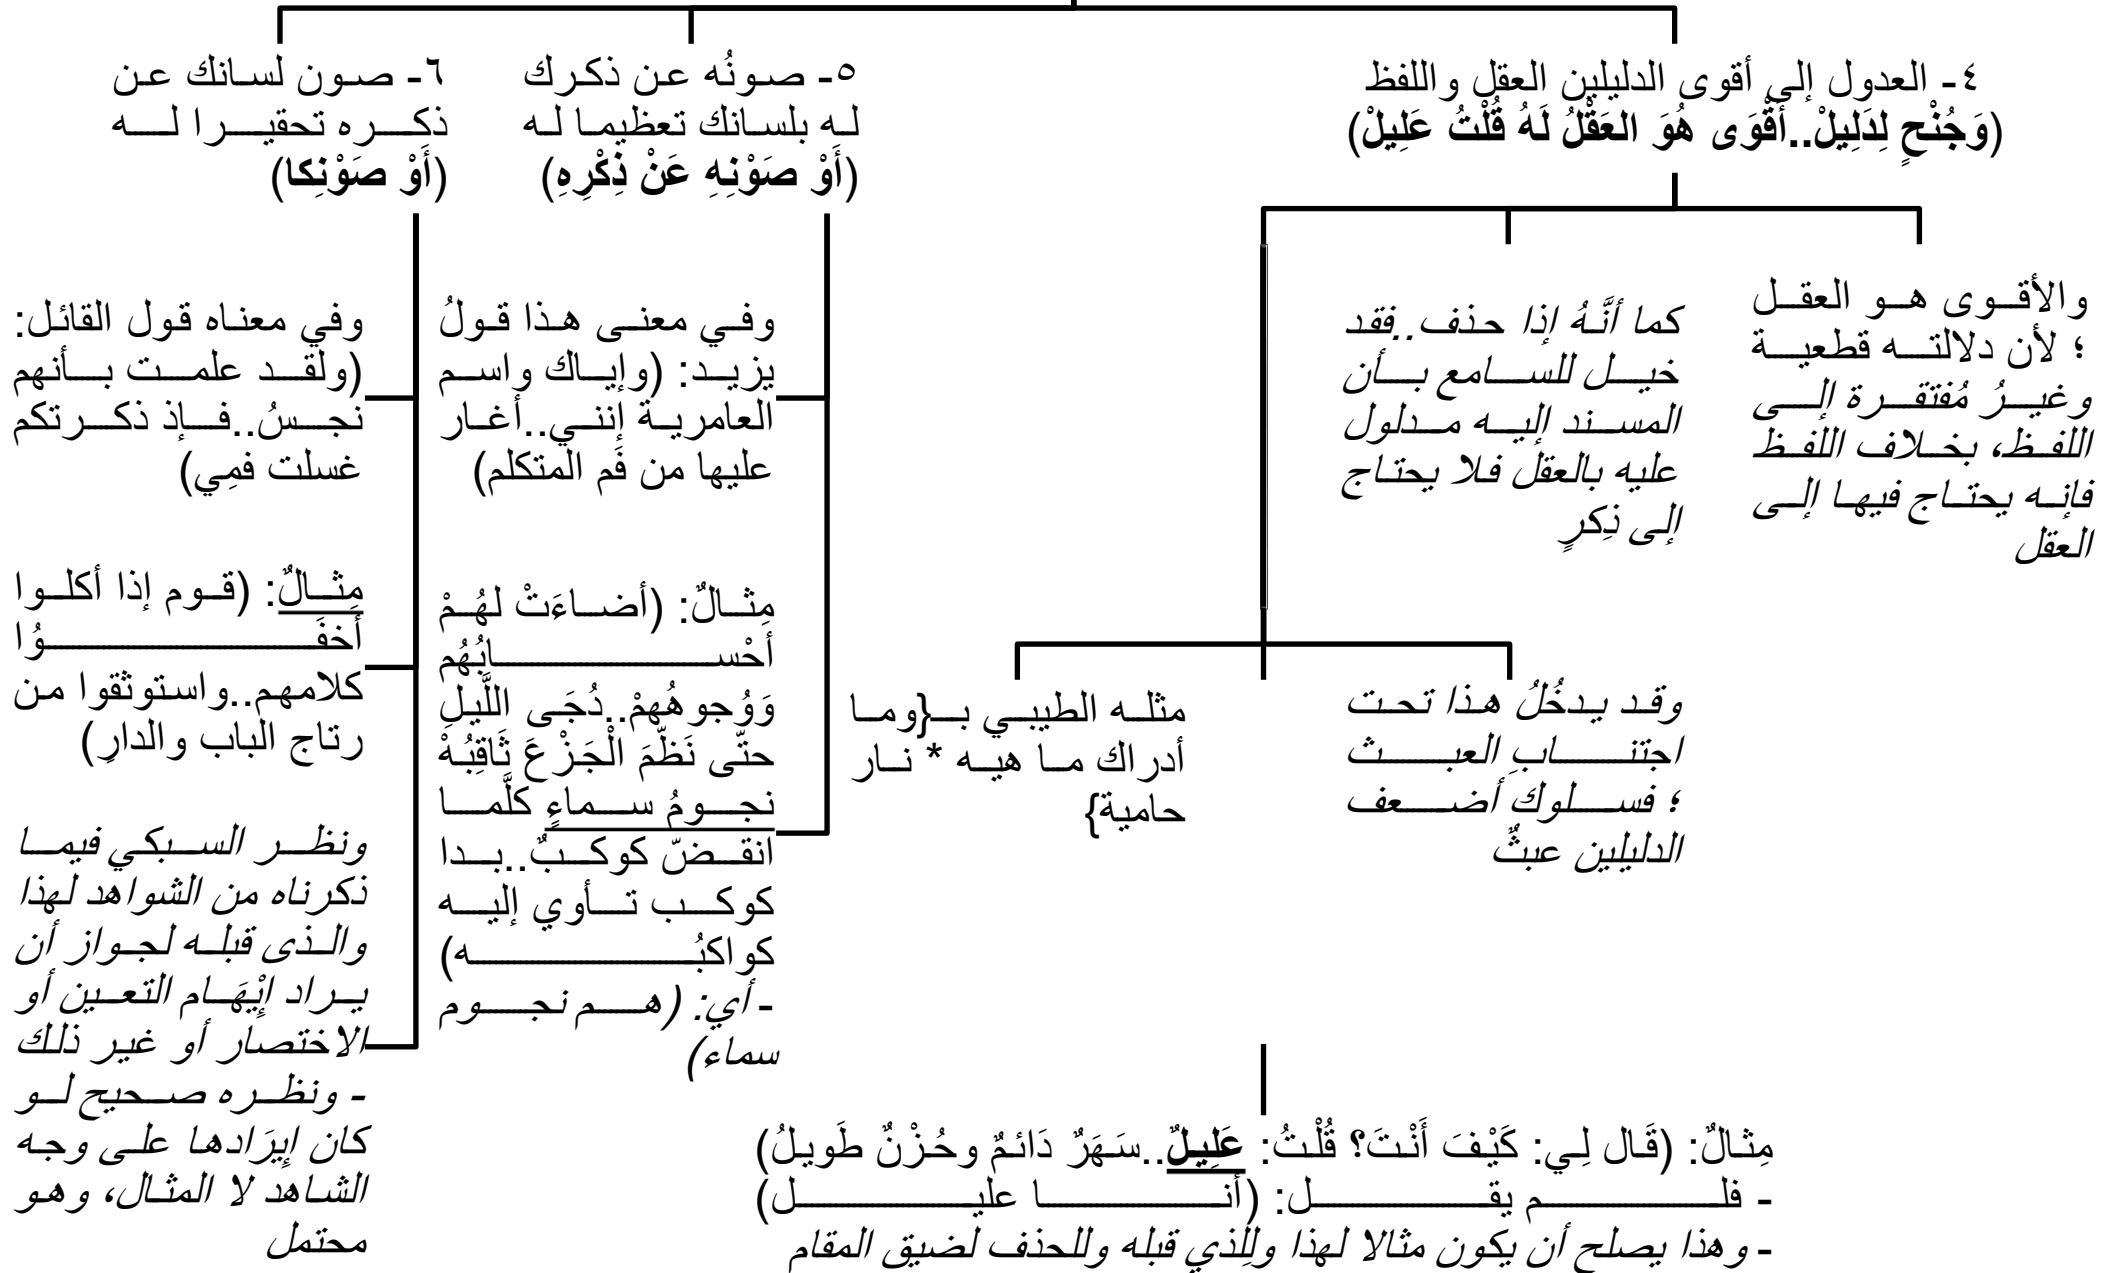 ٤- العدول إلى أقوى الدليلين العقل واللفظ
(وَجُنْحٍ لِدَلِيلْ..أَقْوَى هُوَ العَقْلُ لَهُ قُلْتُ عَلِيلْ)
والأقوى هو العقل
؛ لأن دلالته قطعية
وغيرُ مُفتقرة إلى
اللفظ، بخلاف اللفظ
فإنه يحتاج فيها إلى
العقل
كما أنَّهُ إذا حذف..فقد
خيل للسامع بأن
المسند إليه مدلول
عليه بالعقل فلا يحتاج
إلى ذِكرٍ
وقد يدخُلُ هذا تحت
اجتنابِ العبث
؛ فسلوك أضعف
الدليلين عبثٌ
مثله الطيبي بـ{وما
أدراك ما هيه * نار
حامية}
مِثالٌ: (قَال لِي: كَيْفَ أَنْتَ؟ قُلْتُ: عَلِيلٌ..سَهَرٌ دَائمٌ وحُزْنٌ طَويلُ)
- فلم يقل: (أنا عليل)
- وهذا يصلح أن يكون مثالا لهذا ولِلذي قبله وللحذف لضيق المقام
٥- صونُه عن ذكرك
له بلسانك تعظيما له
(أَوْ صَوْنِهِ عَنْ ذِكْرِهِ)
وفي معنى هذا قولُ
يزيد: (وإياك واسم
العامرية إنني..أغار
عليها من فَم المتكلم)
مِثالٌ: (أضاءَتْ لهُمْ
أحْسابُهُم
وَوُجوهُهمْ..دُجَى اللَّيلِ
حتّى نَظّمَ الْجَزْعَ ثَاقِبُهْ
نجومُ سماءٍ كلَّما
انقضّ كوكبٌ..بدا
كوكب تأوي إليه
كواكبُه)
- أي: (هم نجوم
سماء)
٦- صون لسانك عن
ذكره تحقيرا له
(أَوْ صَوْنِكا)
وفي معناه قول القائل:
(ولقد علمت بأنهم
نجسُ..فإذ ذكرتكم
غسلت فمِي)
مِثالٌ: (قوم إذا أكلوا
أخفَوُا
كلامهم..واستوثقوا من
رتاج الباب والدارِ)
ونظر السبكي فيما
ذكرناه من الشواهد لهذا
والذى قبله لجواز أن
يراد إيْهَام التعين أو
الاختصار أو غير ذلك
- ونظره صحيح لو
كان إيرَادها على وجه
الشاهد لا المثال، وهو
محتمل